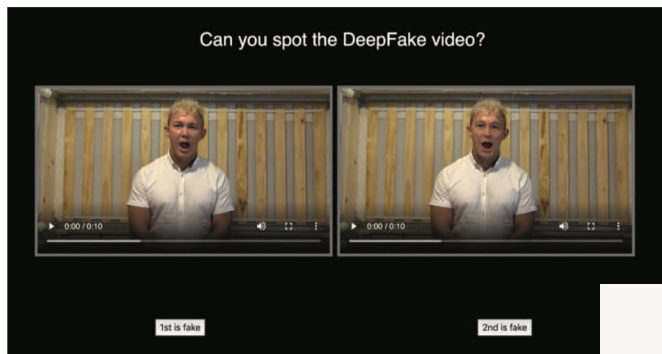 Can you spot the DeepFake video?
0:00 / 0:10
0:00 / 0:10
1st is fake
2nd is fake